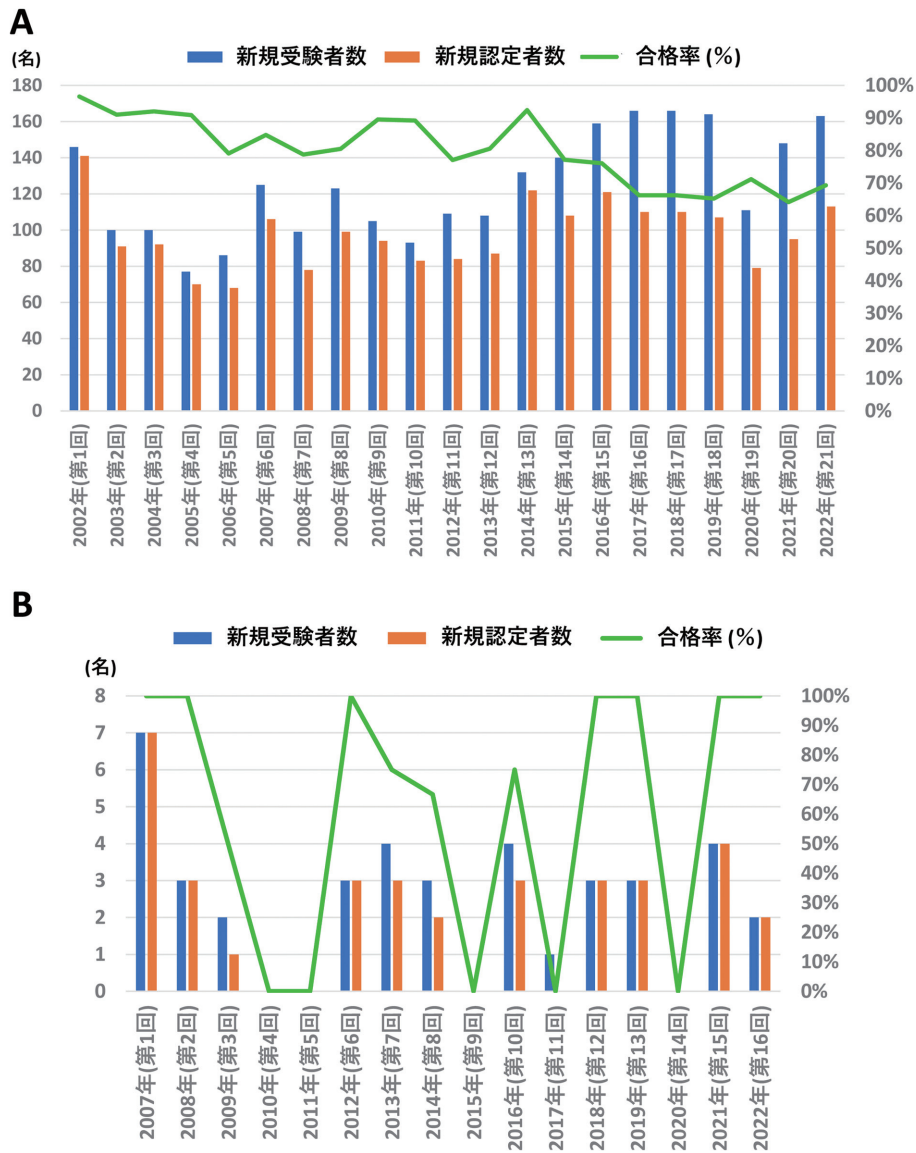 A
(名)
新規受験者数 新規認定者数 合格率 (%)
180 100%
160 90%
140 80%
120 70%
100 60%
80 50%
60 40%
40 30%
20 20%
0 10%
0%
2002年(第1回)
2003年(第2回)
2004年(第3回)
2005年(第4回)
2006年(第5回)
2007年(第6回)
2008年(第7回)
2009年(第8回)
2010年(第9回)
2011年(第10回)
2012年(第11回)
2013年(第12回)
2014年(第13回)
2015年(第14回)
2016年(第15回)
2017年(第16回)
2018年(第17回)
2019年(第18回)
2020年(第19回)
2021年(第20回)
2022年(第21回)
B
新規受験者数 新規認定者数 合格率 (%)
(名)
8 100%
7 90%
6 80%
5 70%
4 60%
3 50%
2 40%
1 30%
0 20%
10%
0%
2007年(第1回)
2008年(第2回)
2009年(第3回)
2010年(第4回)
2011年(第5回)
2012年(第6回)
2013年(第7回)
2014年(第8回)
2015年(第9回)
2016年(第10回)
2017年(第11回)
2018年(第12回)
2019年(第13回)
2020年(第14回)
2021年(第15回)
2022年(第16回)